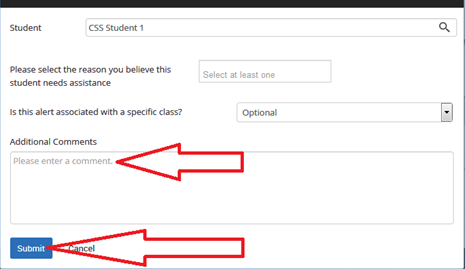 Student CSS Student 1
Please select the reason you believe this
student needs assistance
Select at least one
Is this alert associated with a specific class? Optional
Additional Comments
Please enter a comment.
Submit Cancel